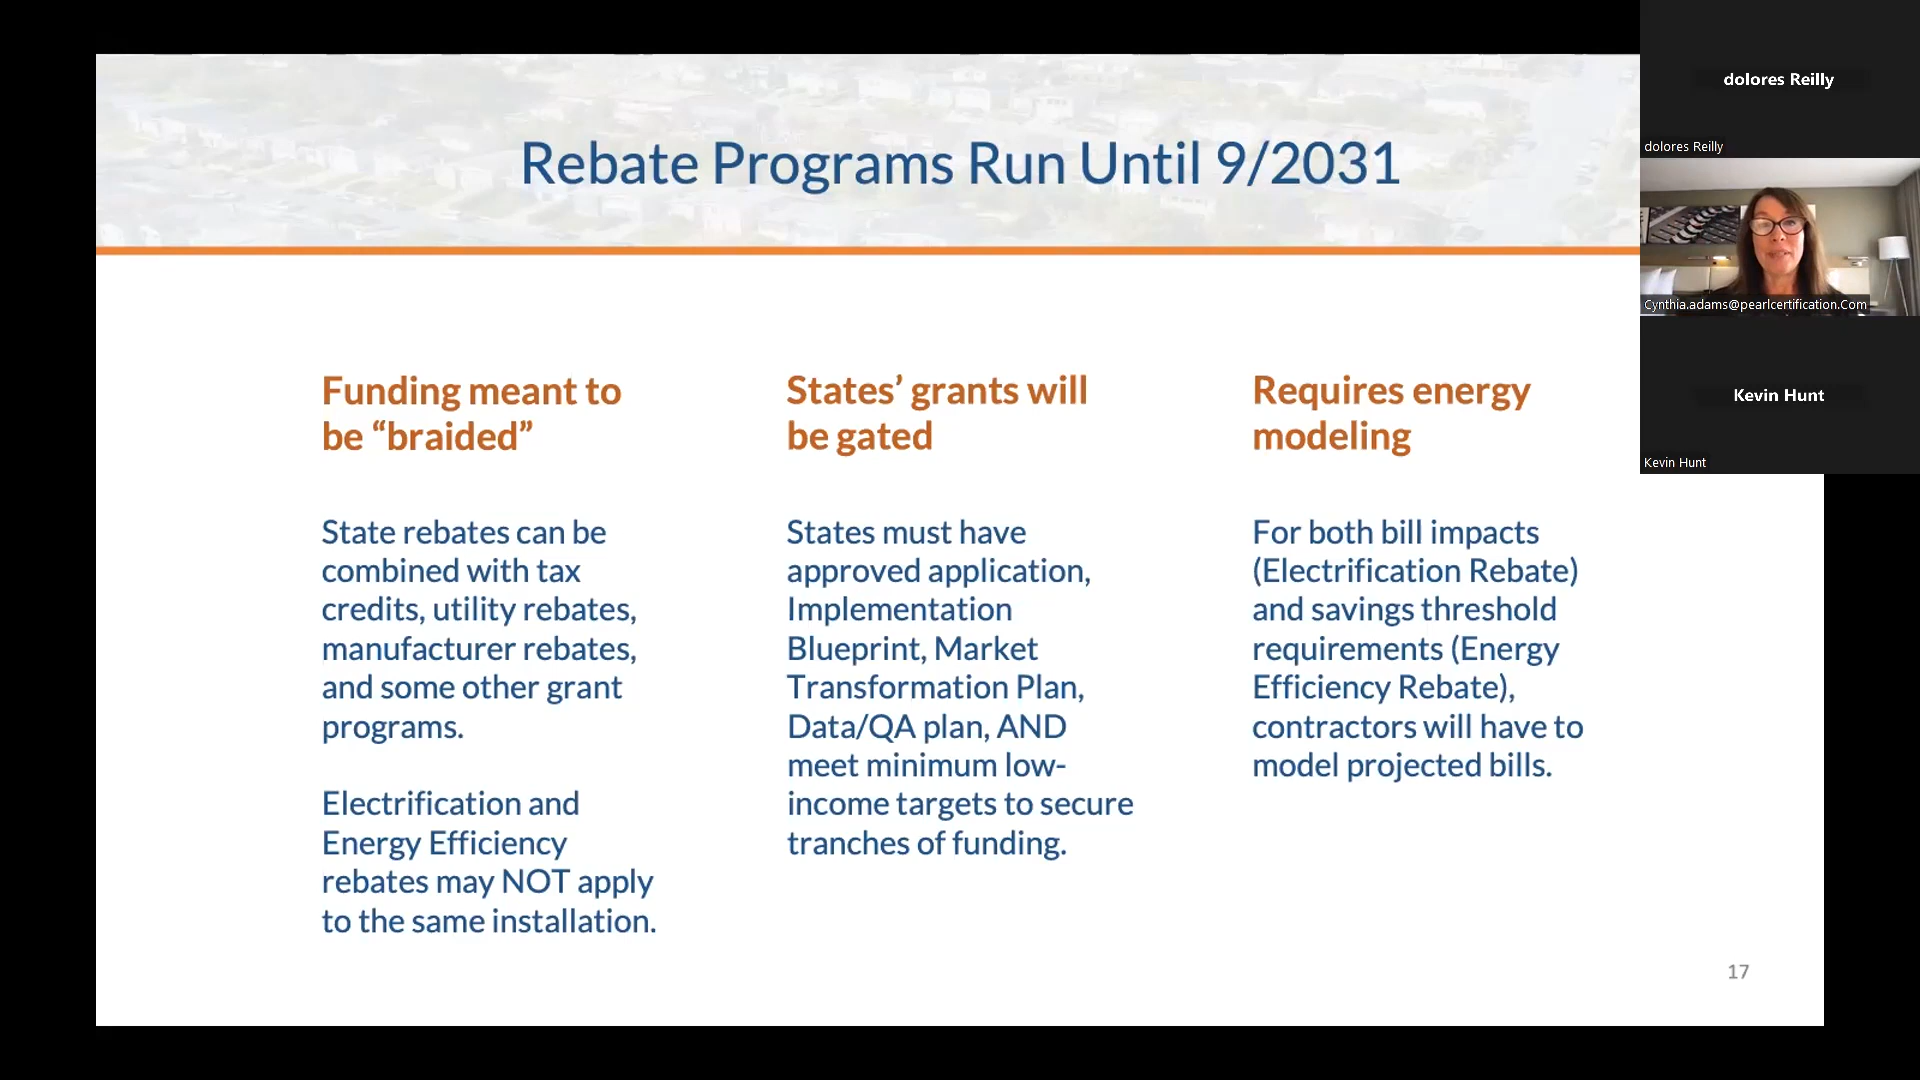 Rebate Programs Run Until 9/2031
Funding meant to
be “braided”
State rebates can be
combined with tax
credits, utility rebates,
manufacturer rebates,
and some other grant
programs.
Electrification and
Energy Efficiency
rebates may NOT apply
to the same installation.
States’ grants will
be gated
States must have
approved application,
Implementation
Blueprint, Market
Transformation Plan,
Data/QA plan, AND
meet minimum low-
income targets to secure
tranches of funding.
Requires energy
modeling
For both bill impacts
(Electrification Rebate)
and savings threshold
requirements (Energy
Efficiency Rebate),
contractors will have to
model projected bills.
17
dolores Reilly
dolores Reilly
Cynthia.adams@pearlcertification.Com
Kevin Hunt
Kevin Hunt